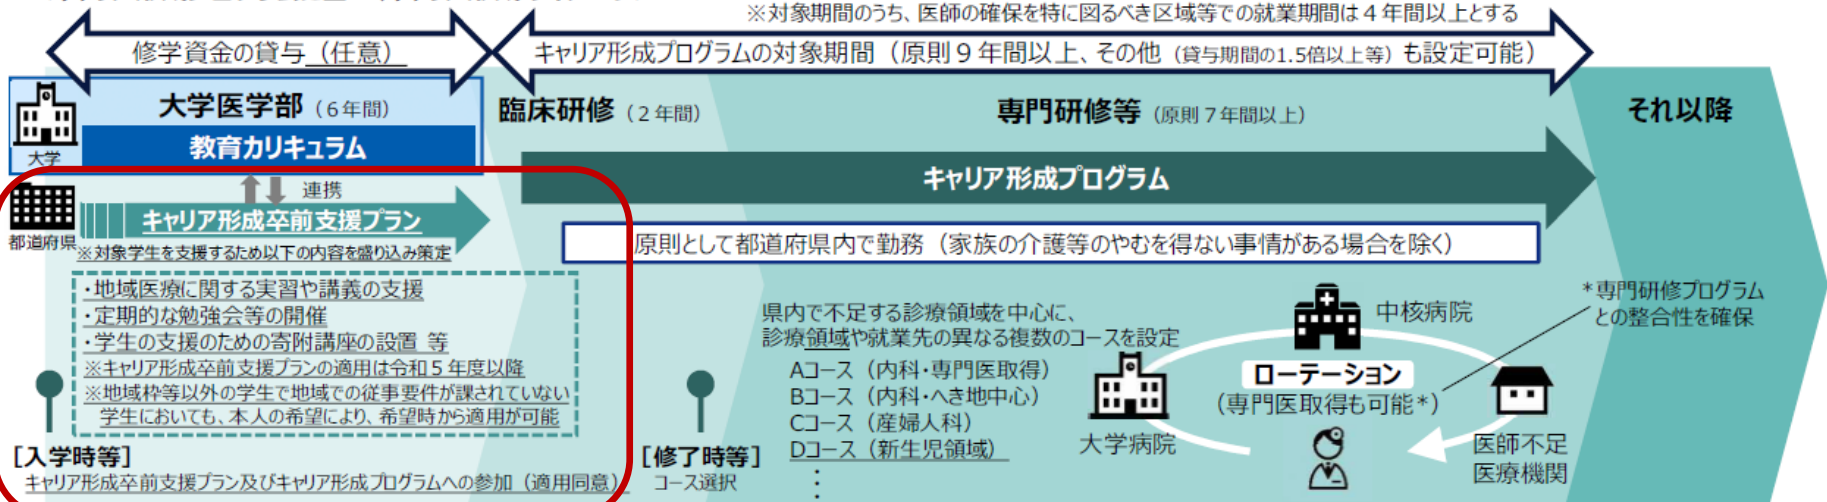 ※対象期間のうち、医師の確保を特に図るべき区域等での就業期間は４年間以上とする
修学資金の貸与（任意）
キャリア形成プログラムの対象期間（原則９年間以上、その他（貸与期間の1.5倍以上等）も設定可能）
大学医学部（６年間）
臨床研修（２年間）
専門研修等（原則７年間以上）
それ以降
大学
教育カリキュラム
連携
キャリア形成プログラム
都道府県
キャリア形成卒前支援プラン
※対象学生を支援するため以下の内容を盛り込み策定
原則として都道府県内で勤務（家族の介護等のやむを得ない事情がある場合を除く）
・地域医療に関する実習や講義の支援
・定期的な勉強会等の開催
・学生の支援のための寄附講座の設置 等
※キャリア形成卒前支援プランの適用は令和５年度以降
※地域枠等以外の学生で地域での従事要件が課されていない
学生においても、本人の希望により、希望時から適用が可能
[入学時等]
キャリア形成卒前支援プラン及びキャリア形成プログラムへの参加（適用同意）
[修了時等]
コース選択
県内で不足する診療領域を中心に、
診療領域や就業先の異なる複数のコースを設定
Aコース（内科・専門医取得）
Bコース（内科・へき地中心）
Cコース（産婦人科）
Dコース（新生児領域）
：
中核病院
＊専門研修プログラム
との整合性を確保
ローテーション
（専門医取得も可能＊）
大学病院
医師不足
医療機関